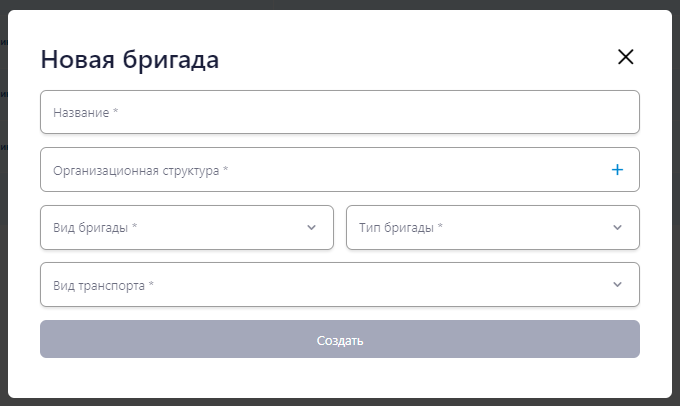 Новая бригада
Название *
Организационная структура *
Вид бригады *
Тип бригады *
Вид транспорта *
Создать